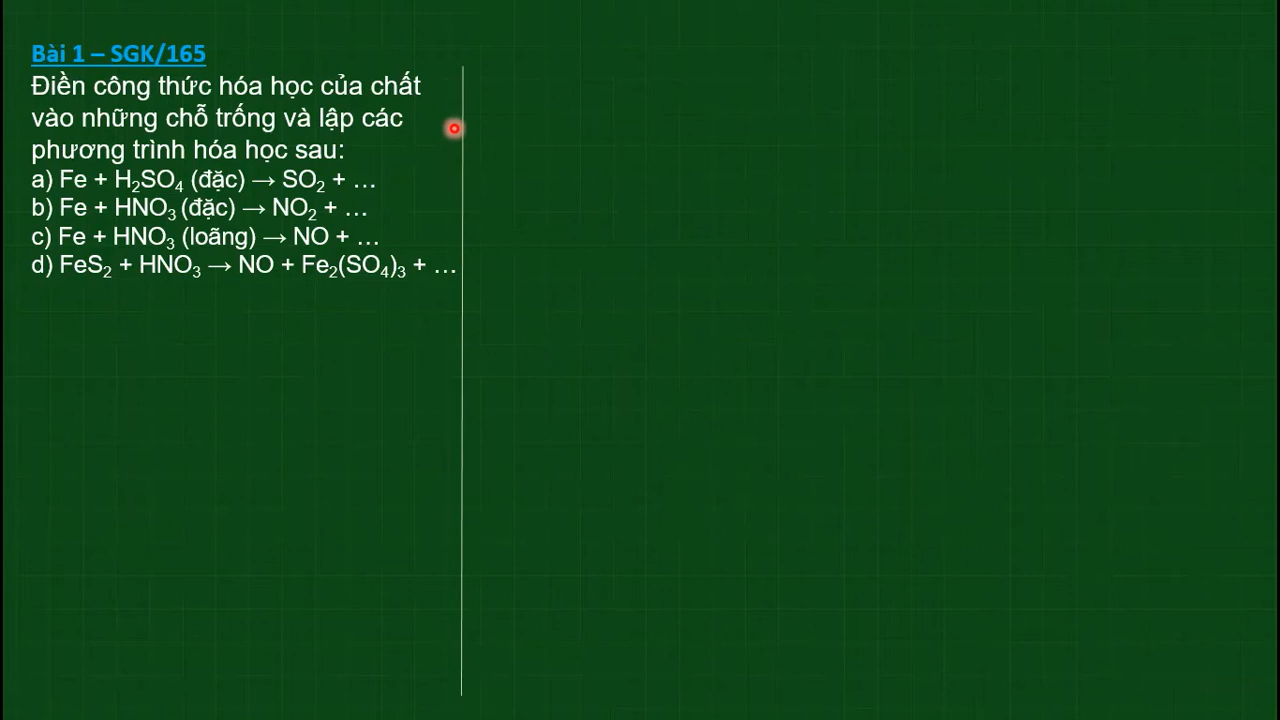 Bài 1 – SGK/165
Điền công thức hóa học của chất
vào những chỗ trống và lập các
phương trình hóa học sau:
a) Fe + H₂SO₄ (đặc) → SO₂ + …
b) Fe + HNO₃ (đặc) → NO₂ + …
c) Fe + HNO₃ (loãng) → NO + …
d) FeS₂ + HNO₃ → NO + Fe₂(SO₄)₃ + …